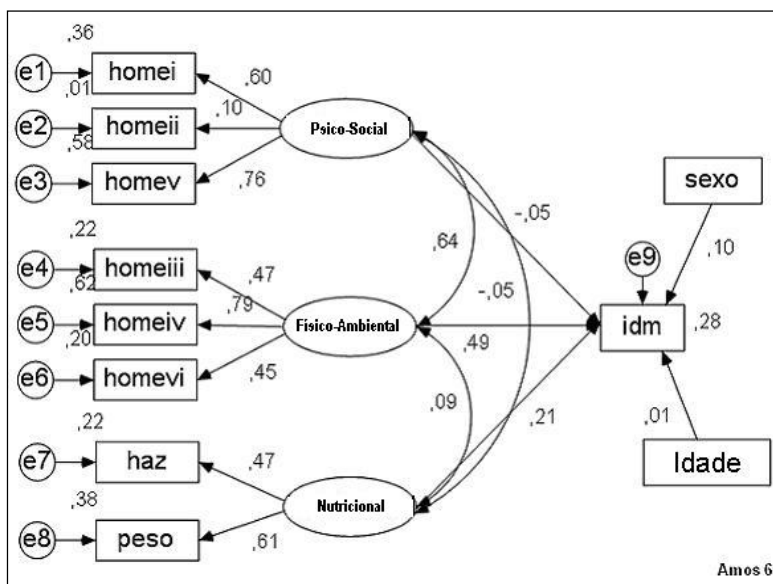 ,36
e1
homei
,60
,01
e2
homeii
,10
Psico-Social
,58
e3
homev
,76
sexo
-,05
,22
,64
e9
,10
e4
homeiii
,47
,62
,79
-,05
e5
homeiv
Físico-Ambiental
idm
,28
,20
,49
e6
homevi
,45
,09
,21
,01
,22
Idade
e7
haz
,47
,38
Nutricional
e8
peso
,61
Amos 6